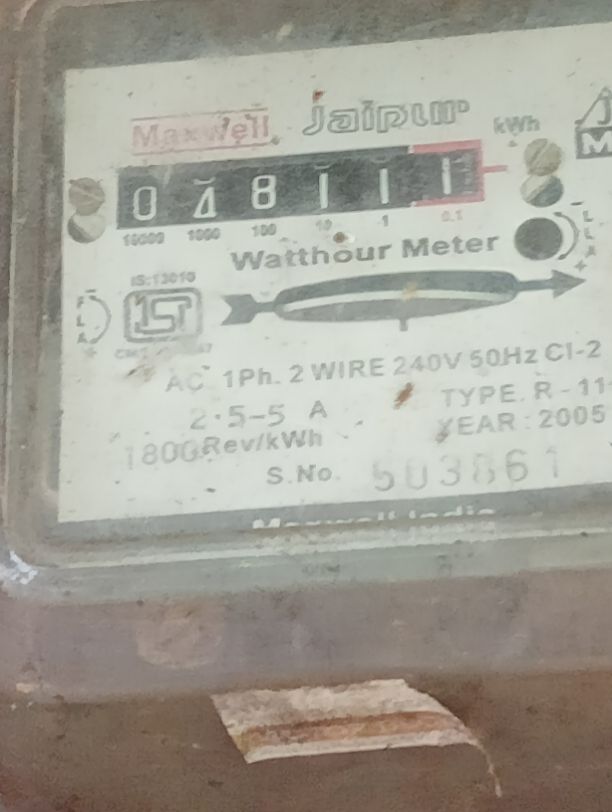 Maxwell Jaipur kWh
M
0 4 8 1 1 1
10000 1000 100 10 1 0.1
Watthour Meter
IS:13010
AC 1Ph. 2 WIRE 240V 50Hz Cl-2
2.5-5 A TYPE. R-11
1800 Rev/kWh YEAR : 2005
S.No. 503861
Maxwell India